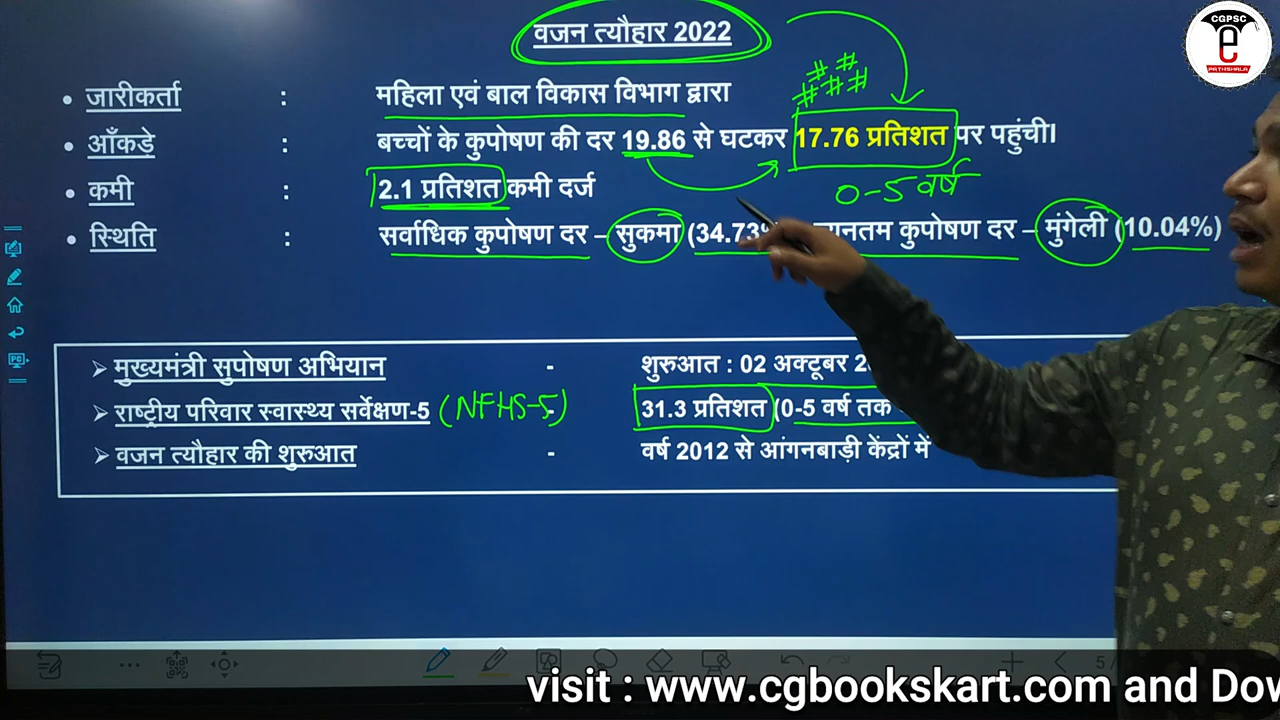 वजन त्यौहार 2022
CGPSC
e
PATHSHALA
# #
# # #
• जारीकर्ता : महिला एवं बाल विकास विभाग द्वारा
• आँकड़े : बच्चों के कुपोषण की दर 19.86 से घटकर 17.76 प्रतिशत पर पहुंची।
0-5 वर्ष
• कमी : 2.1 प्रतिशत कमी दर्ज
• स्थिति : सर्वाधिक कुपोषण दर – सुकमा (34.73% कुपोषण दर – मुंगेली (10.04%)
➢ मुख्यमंत्री सुपोषण अभियान - शुरुआत : 02 अक्टूबर
➢ राष्ट्रीय परिवार स्वास्थ्य सर्वेक्षण-5 (NFHS-5) - 31.3 प्रतिशत (0-5 वर्ष तक
➢ वजन त्यौहार की शुरुआत - वर्ष 2012 से आंगनबाड़ी केंद्रों में
5 /
visit : www.cgbookskart.com and Dov